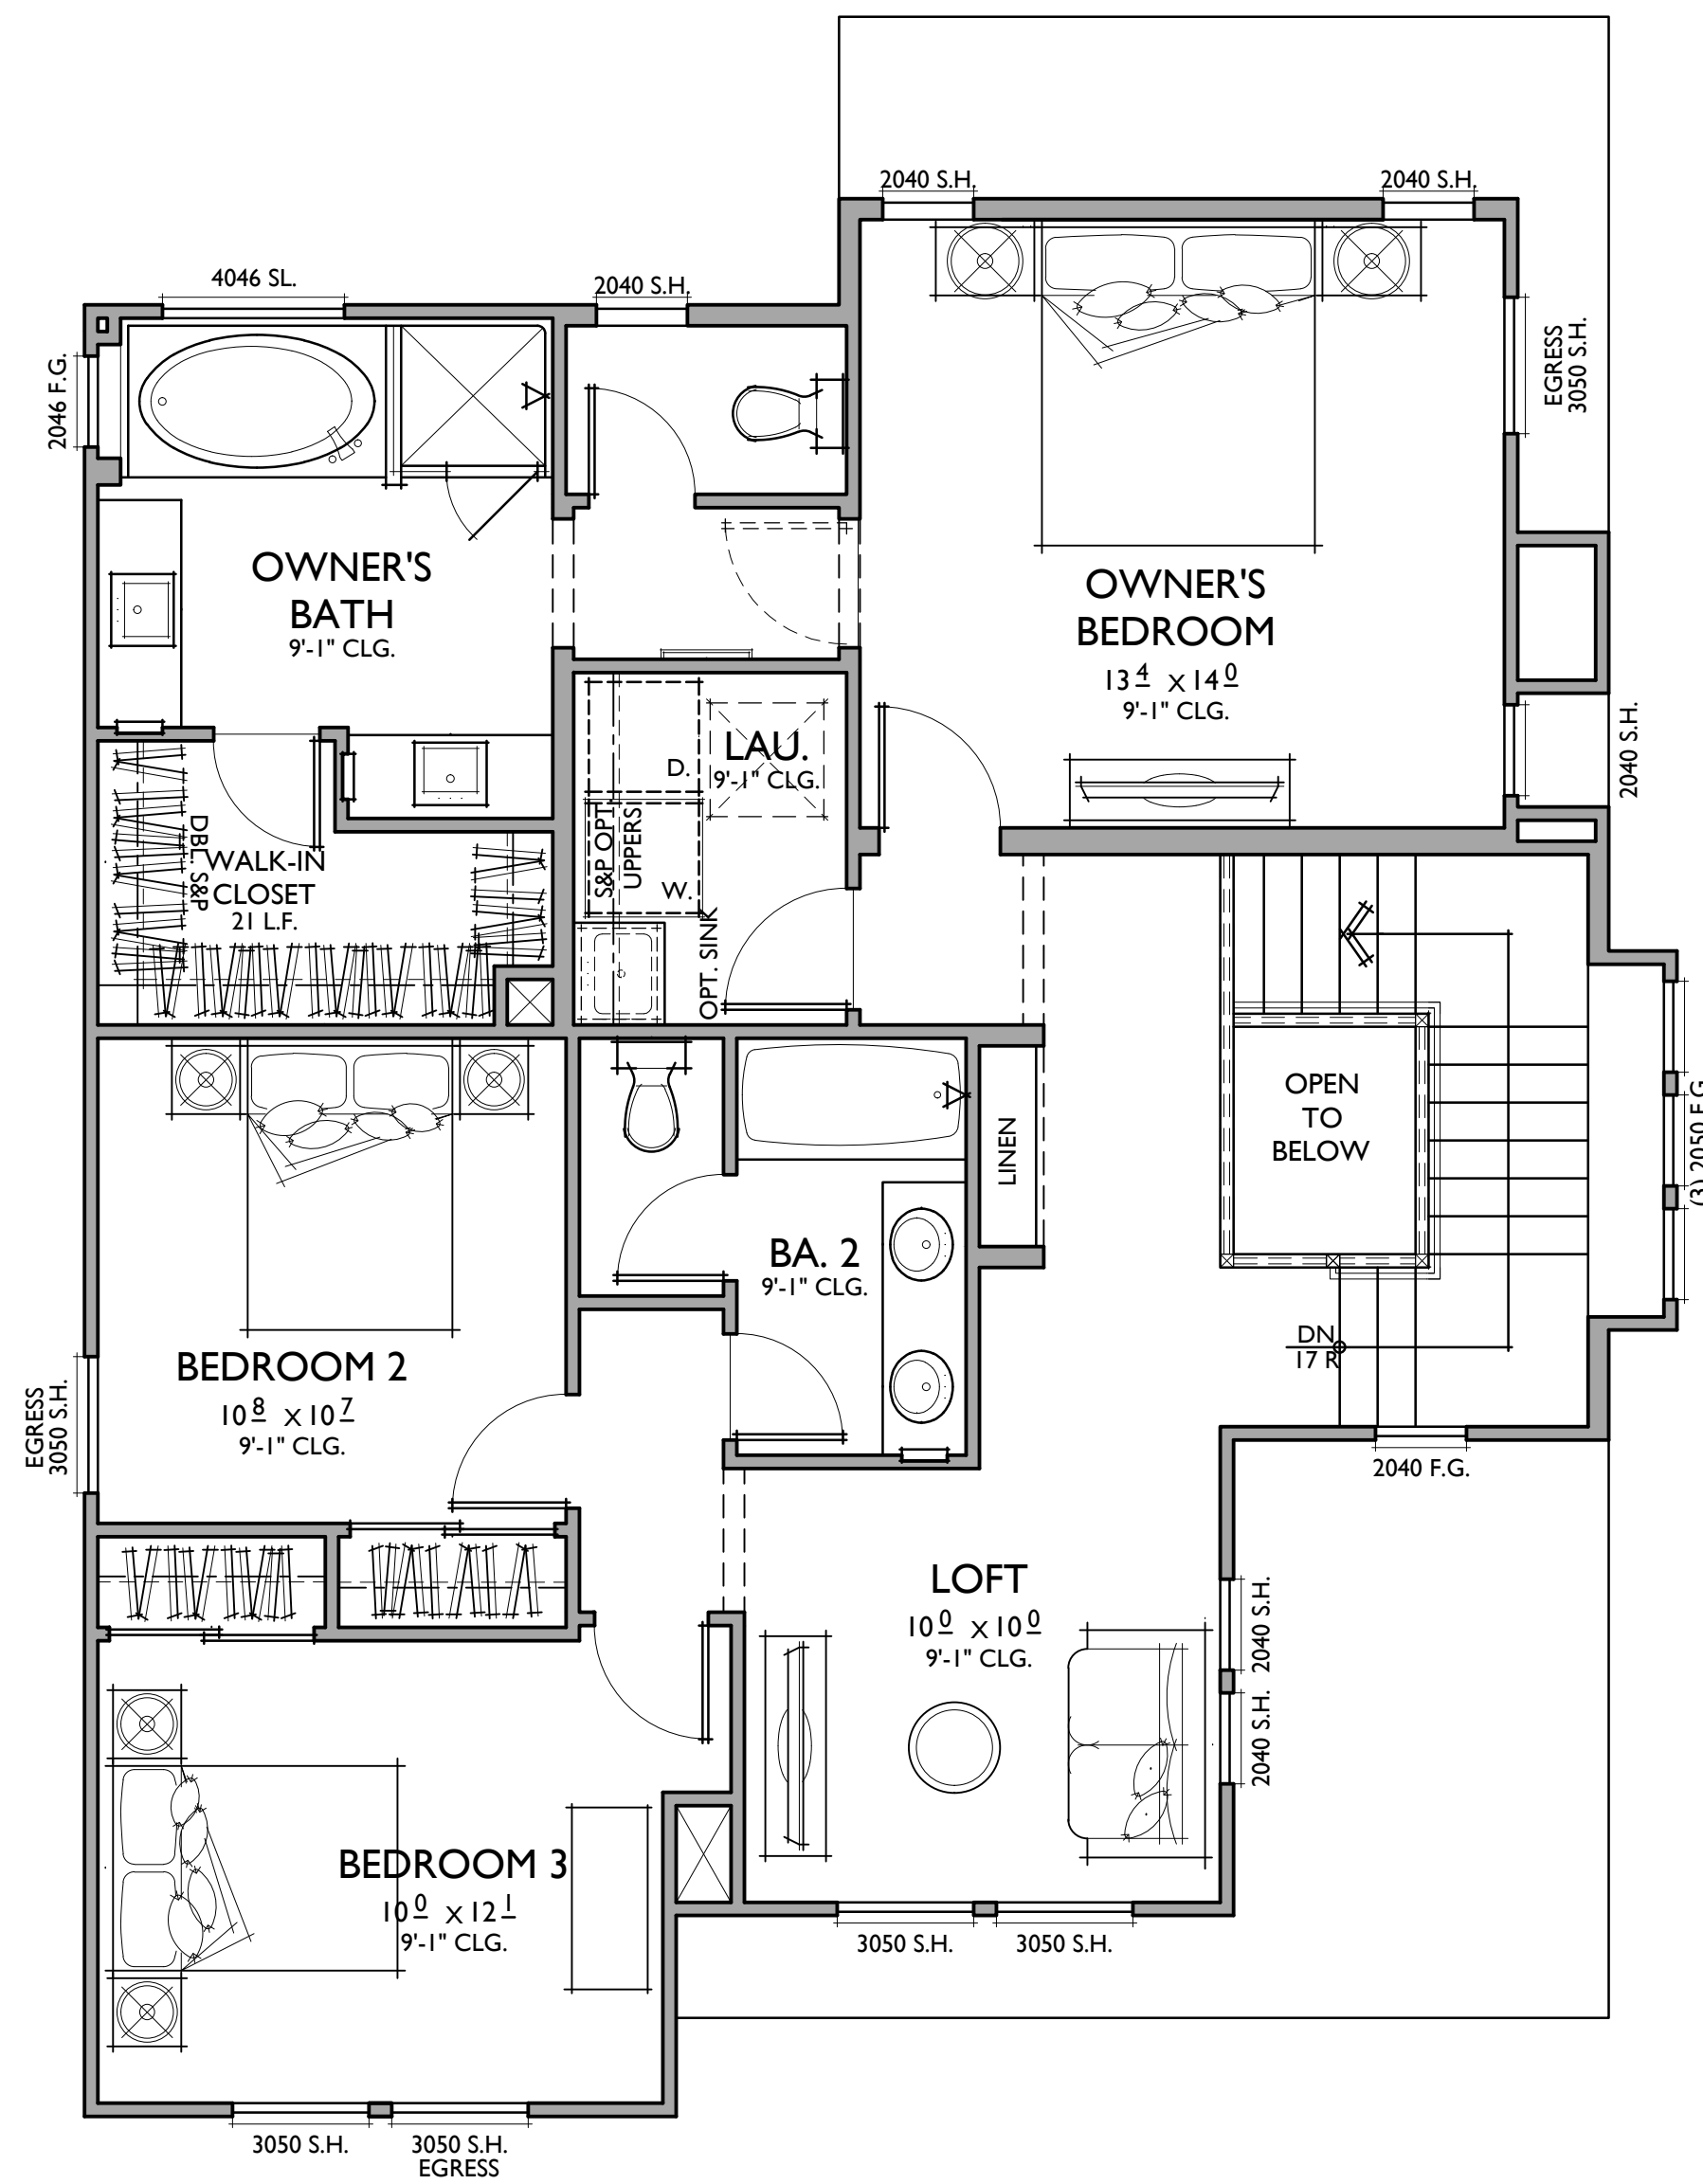 2040 S.H.
2040 S.H.
4046 SL.
2040 S.H.
2046 F.G.
EGRESS
3050 S.H.
OWNER'S
BATH
9'-1" CLG.
OWNER'S
BEDROOM
13 4 X 14 0
9'-1" CLG.
2040 S.H.
LAU.
9'-1" CLG.
D.
W.
S&P OPT.
UPPERS
OPT. SINK
DBL. S&P
WALK-IN
CLOSET
21 L.F.
OPEN
TO
BELOW
(3) 2050 F.G.
LINEN
BA. 2
9'-1" CLG.
DN
17 R
BEDROOM 2
10 8 X 10 7
9'-1" CLG.
EGRESS
3050 S.H.
2040 F.G.
LOFT
10 0 X 10 0
9'-1" CLG.
2040 S.H.
2040 S.H.
BEDROOM 3
10 0 X 12 1
9'-1" CLG.
3050 S.H.
3050 S.H.
3050 S.H.
3050 S.H.
EGRESS